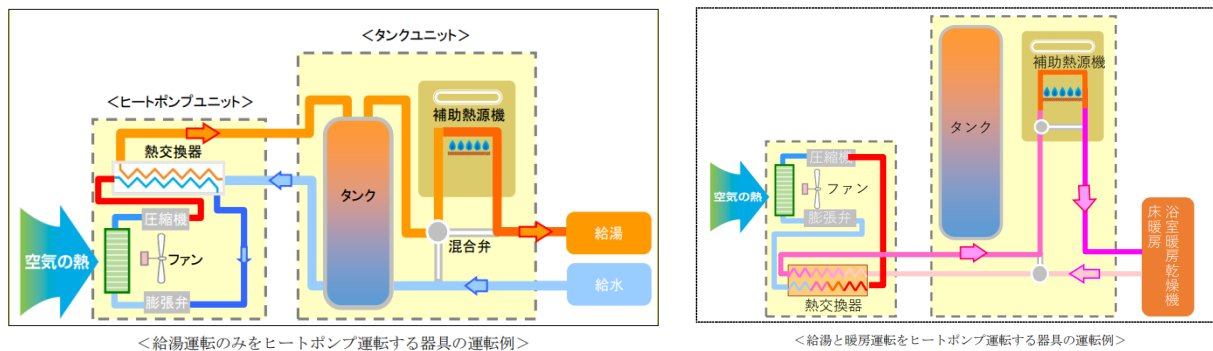 ＜タンクユニット＞
＜ヒートポンプユニット＞
熱交換器
圧縮機
ファン
空気の熱
膨張弁
タンク
補助熱源機
混合弁
給湯
給水
＜給湯運転のみをヒートポンプ運転する器具の運転例＞
補助熱源機
タンク
圧縮機
ファン
空気の熱
膨張弁
熱交換器
床暖房
浴室暖房乾燥機
＜給湯と暖房運転をヒートポンプ運転する器具の運転例＞